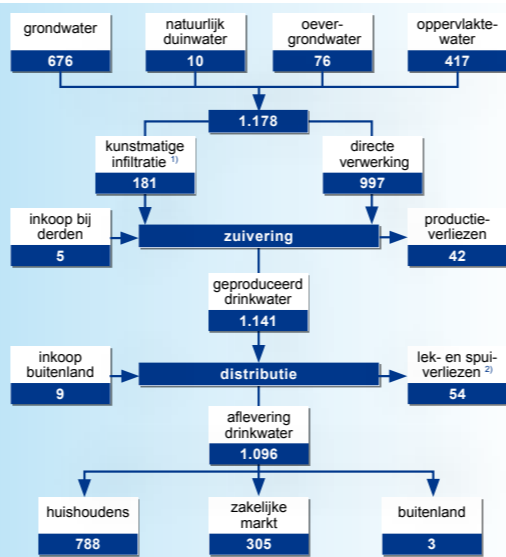 grondwater
676
natuurlijk
duinwater
10
oever-
grondwater
76
oppervlakte-
water
417
1.178
kunstmatige
infiltratie 1)
181
directe
verwerking
997
inkoop bij
derden
5
zuivering
productie-
verliezen
42
geproduceerd
drinkwater
1.141
inkoop
buitenland
9
distributie
lek- en spui-
verliezen 2)
54
aflevering
drinkwater
1.096
huishoudens
788
zakelijke
markt
305
buitenland
3